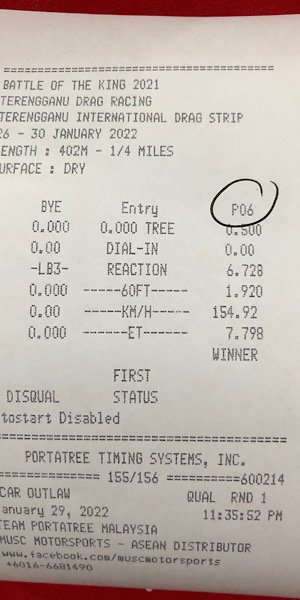 ==================================
BATTLE OF THE KING 2021
TERENGGANU DRAG RACING
TERENGGANU INTERNATIONAL DRAG STRIP
26 - 30 JANUARY 2022
LENGTH : 402M - 1/4 MILES
SURFACE : DRY
BYE Entry P06
0.000 0.000 TREE 0.500
0.00 DIAL-IN 0.00
-LB3- REACTION 6.728
0.000 -----60FT----- 1.920
0.00 -----KM/H----- 154.92
0.000 ------ET------ 7.798
WINNER
FIRST
DISQUAL STATUS
tostart Disabled
==================================
PORTATREE TIMING SYSTEMS, INC.
============ 155/156 ==========600214
CAR OUTLAW QUAL RND 1
anuary 29, 2022 11:35:52 PM
TEAM PORTATREE MALAYSIA
MUSC MOTORSPORTS - ASEAN DISTRIBUTOR
www.facebook.com/muscmotorsports
+6016-6681490